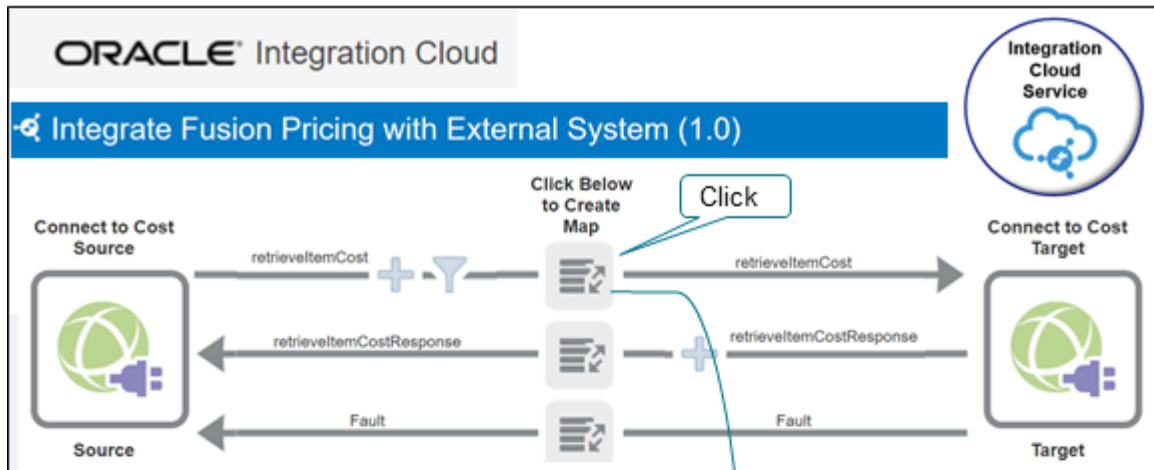 ORACLE® Integration Cloud
Integration
Cloud
Service
Integrate Fusion Pricing with External System (1.0)
Click Below
to Create
Map
Click
Connect to Cost
Source
Connect to Cost
Target
retrieveItemCost
retrieveItemCost
retrieveItemCostResponse
retrieveItemCostResponse
Fault
Fault
Source
Target